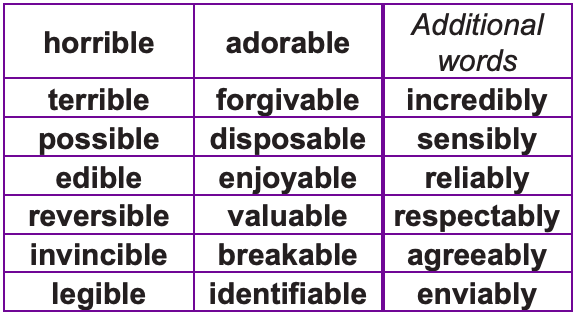 horrible adorable Additional words
terrible forgivable incredibly
possible disposable sensibly
edible enjoyable reliably
reversible valuable respectably
invincible breakable agreeably
legible identifiable enviably